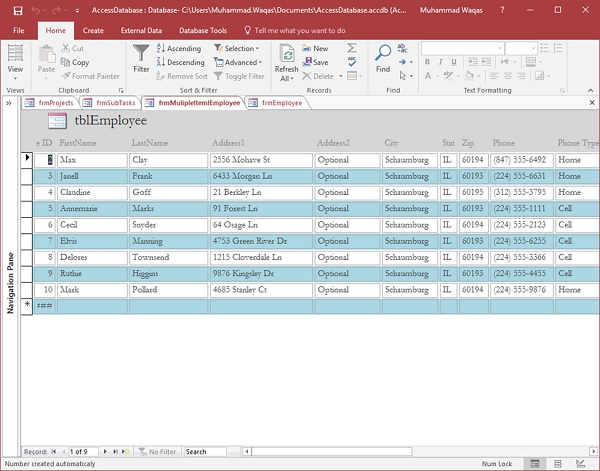 AccessDatabase : Database- C:\Users\Muhammad.Waqas\Documents\AccessDatabase.accdb (Ac... Muhammad Waqas
File Home Create External Data Database Tools Tell me what you want to do
View Paste Cut Copy Format Painter Filter Ascending Descending Remove Sort Selection Advanced Toggle Filter Refresh All New Save Delete Σ Find B I U A
Views Clipboard Sort & Filter Records Find Text Formatting
frmProjects frmSubTasks frmMulipleItemIEmployee frmEmployee
tblEmployee
e ID FirstName LastName Address1 Address2 City Stat Zip Phone Phone Type
2 Max Clay 2556 Mohave St Optional Schaumburg IL 60194 (847) 555-6492 Home
3 Janell Frank 6433 Morgan Ln Optional Schaumburg IL 60193 (224) 555-6631 Home
4 Claudine Goff 21 Berkley Ln Optional Schaumburg IL 60195 (312) 555-3795 Home
5 Annemarie Marks 91 Forest Ln Optional Schaumburg IL 60193 (224) 555-1111 Cell
6 Cecil Snyder 64 Osage Ln Optional Schaumburg IL 60194 (224) 555-2123 Cell
7 Elvis Manning 4753 Green River Dr Optional Schaumburg IL 60193 (224) 555-6255 Cell
8 Delores Townsend 1215 Cloverdale Ln Optional Schaumburg IL 60194 (224) 555-3366 Cell
9 Ruthie Higgins 9876 Kingsley Dr Optional Schaumburg IL 60193 (224) 555-4455 Cell
10 Mark Pollard 4685 Stanley Ct Optional Schaumburg IL 60194 (224) 555-9876 Home
* ###
Navigation Pane
Record: 1 of 9 No Filter Search
Number created automaticaly Num Lock